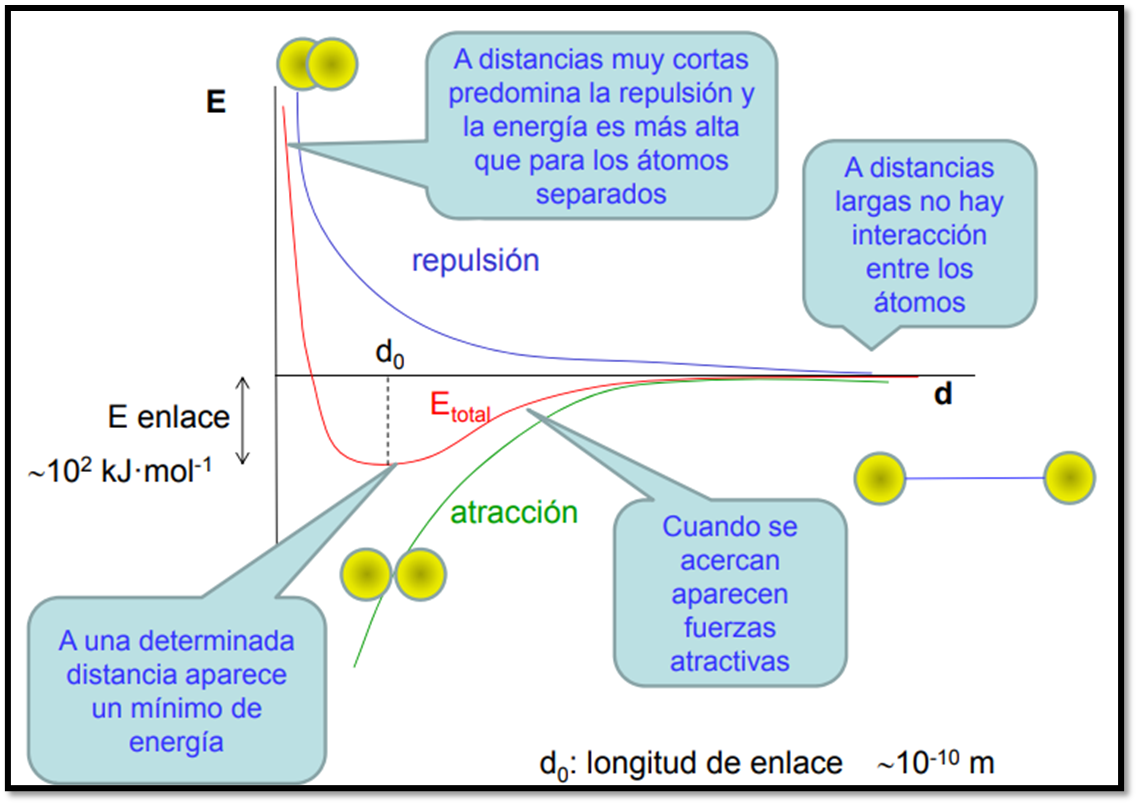 E
A distancias muy cortas
predomina la repulsión y
la energía es más alta
que para los átomos
separados
A distancias
largas no hay
interacción
entre los
átomos
repulsión
d₀
E enlace
~10² kJ·mol⁻¹
Eₜₒₜₐₗ
d
atracción
Cuando se
acercan
aparecen
fuerzas
atractivas
A una determinada
distancia aparece
un mínimo de
energía
d₀: longitud de enlace ~10⁻¹⁰ m